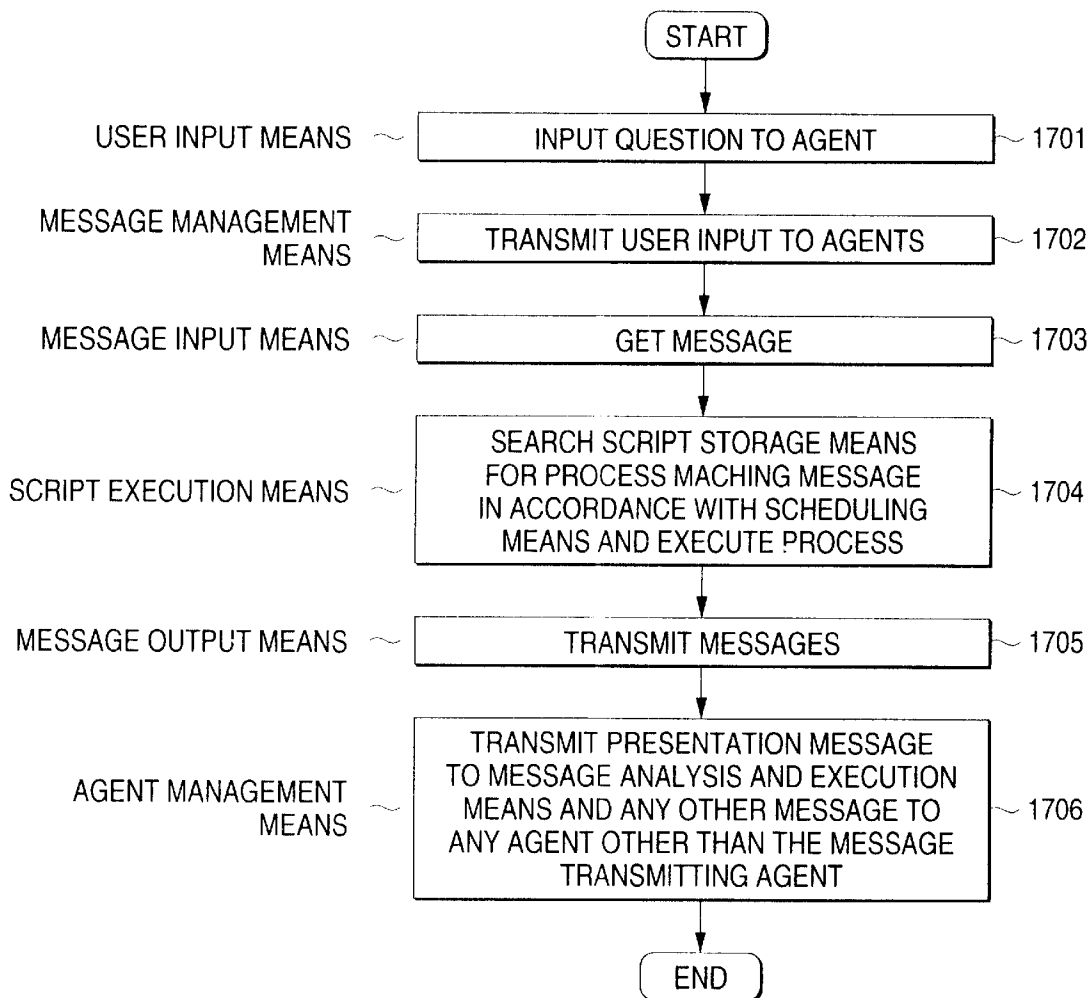 START
USER INPUT MEANS
INPUT QUESTION TO AGENT
1701
MESSAGE MANAGEMENT
MEANS
TRANSMIT USER INPUT TO AGENTS
1702
MESSAGE INPUT MEANS
GET MESSAGE
1703
SCRIPT EXECUTION MEANS
SEARCH SCRIPT STORAGE MEANS
FOR PROCESS MACHING MESSAGE
IN ACCORDANCE WITH SCHEDULING
MEANS AND EXECUTE PROCESS
1704
MESSAGE OUTPUT MEANS
TRANSMIT MESSAGES
1705
AGENT MANAGEMENT
MEANS
TRANSMIT PRESENTATION MESSAGE
TO MESSAGE ANALYSIS AND EXECUTION
MEANS AND ANY OTHER MESSAGE TO
ANY AGENT OTHER THAN THE MESSAGE
TRANSMITTING AGENT
1706
END